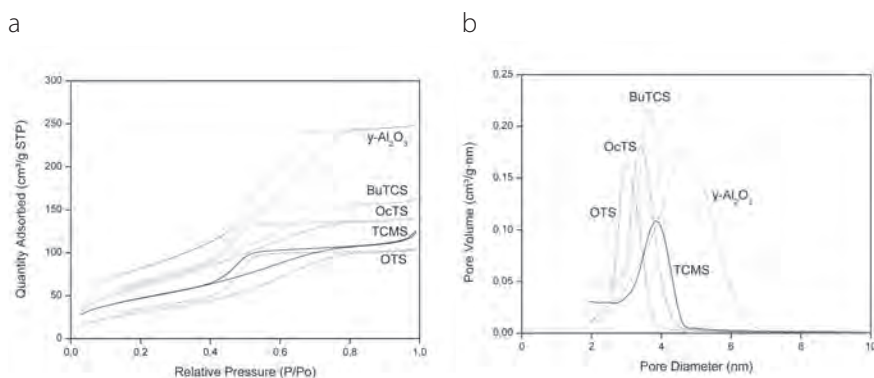 a
b
300
250
200
150
100
50
0
0,0
0,2
0,4
0,6
0,8
1,0
Quantity Adsorbed (cm³/g STP)
Relative Pressure (P/Po)
γ-Al₂O₃
BuTCS
OcTS
TCMS
OTS
0,25
0,20
0,15
0,10
0,05
0,00
0
2
4
6
8
10
Pore Volume (cm³/g·nm)
Pore Diameter (nm)
BuTCS
OcTS
OTS
γ-Al₂O₃
TCMS